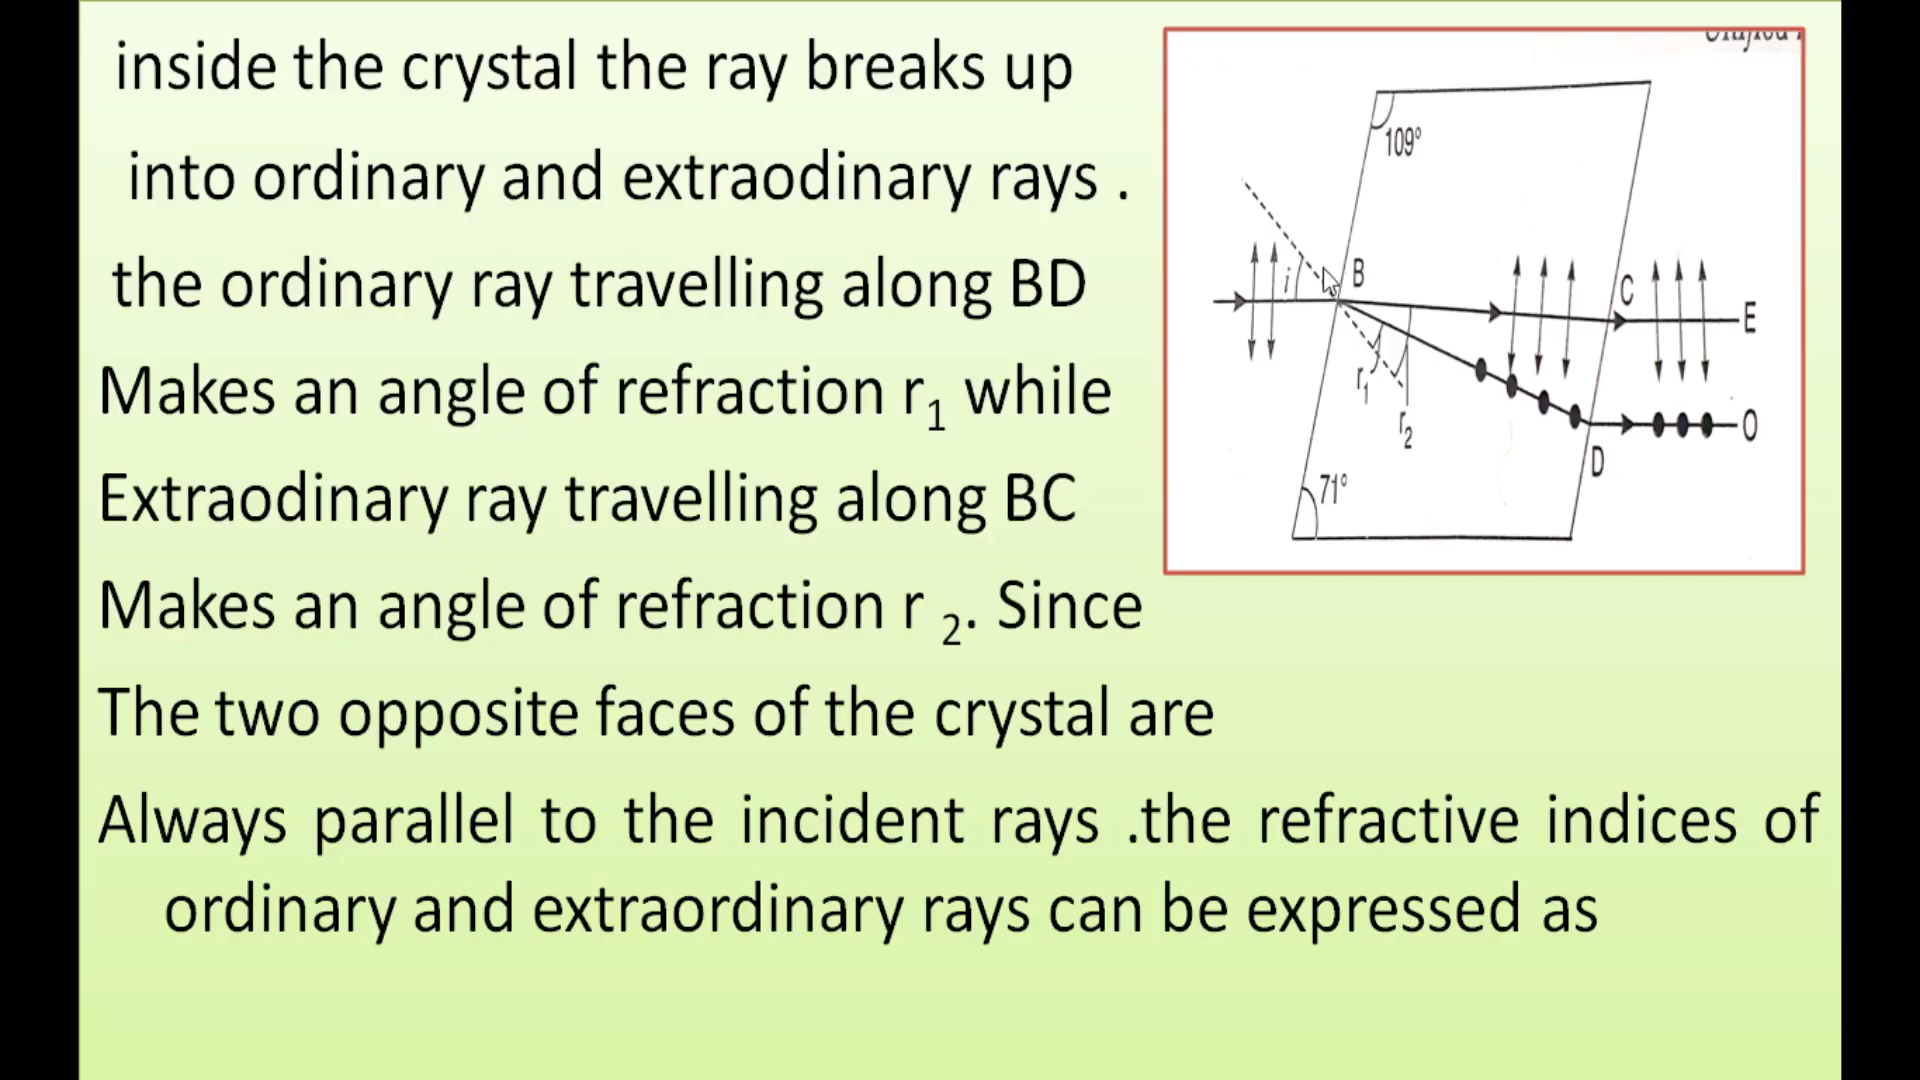 inside the crystal the ray breaks up
into ordinary and extraodinary rays .
the ordinary ray travelling along BD
Makes an angle of refraction r1 while
Extraodinary ray travelling along BC
Makes an angle of refraction r 2. Since
The two opposite faces of the crystal are
Always parallel to the incident rays .the refractive indices of
ordinary and extraordinary rays can be expressed as
109°
i
B
C
E
r1
r2
O
D
71°